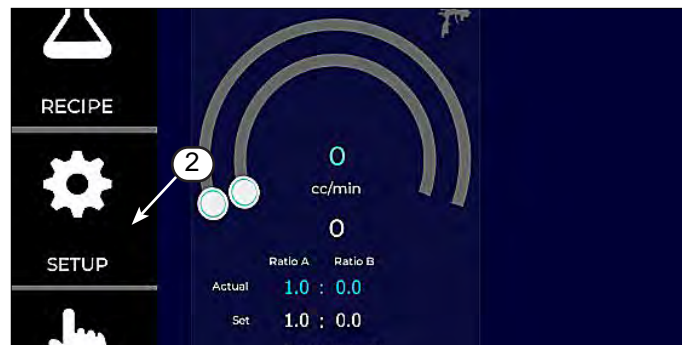 RECIPE
2
0
cc/min
0
SETUP
Ratio A Ratio B
Actual 1.0 : 0.0
Set 1.0 : 0.0